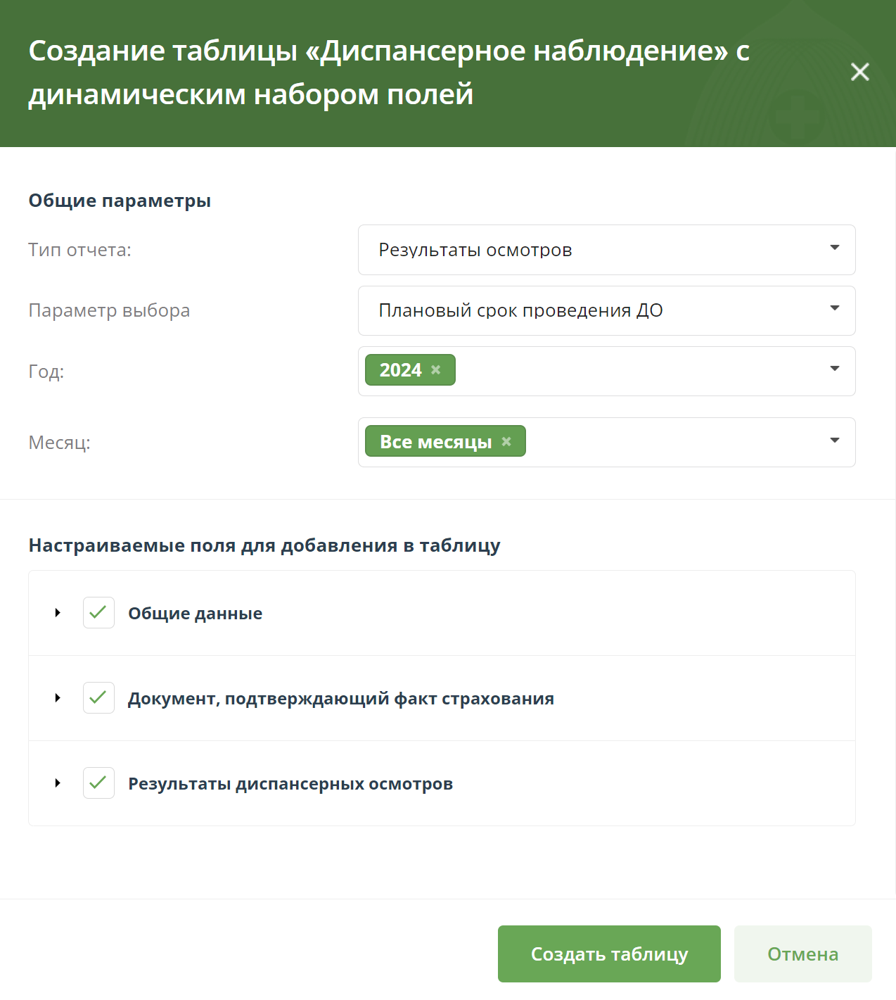 Создание таблицы «Диспансерное наблюдение» с
динамическим набором полей
Общие параметры
Тип отчета:
Результаты осмотров
Параметр выбора
Плановый срок проведения ДО
Год:
2024
Месяц:
Все месяцы
Настраиваемые поля для добавления в таблицу
Общие данные
Документ, подтверждающий факт страхования
Результаты диспансерных осмотров
Создать таблицу
Отмена